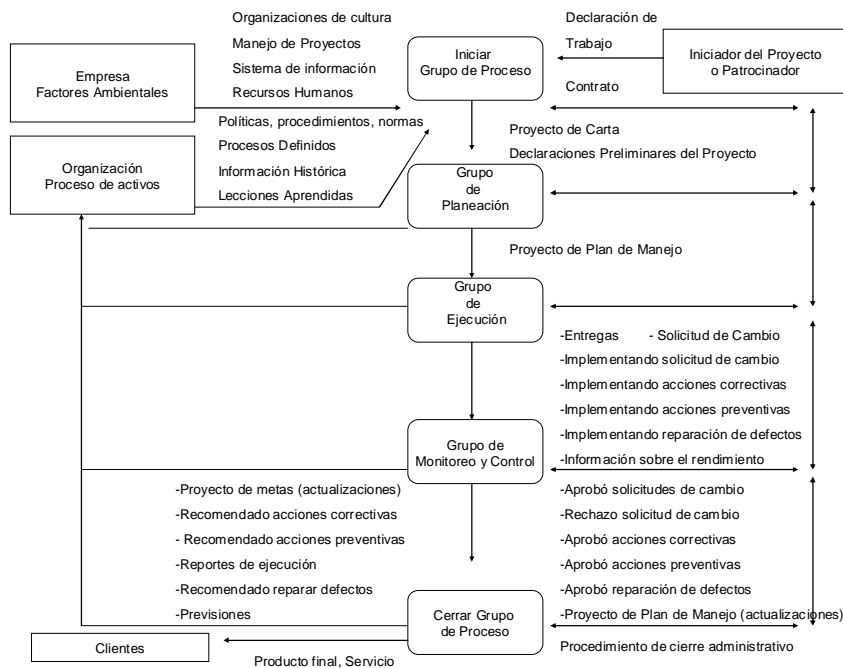 Organizaciones de cultura
Manejo de Proyectos
Sistema de información
Recursos Humanos
Declaración de
Trabajo
Contrato
Iniciar
Grupo de Proceso
Iniciador del Proyecto
o Patrocinador
Empresa
Factores Ambientales
Políticas, procedimientos, normas
Procesos Definidos
Información Histórica
Lecciones Aprendidas
Organización
Proceso de activos
Proyecto de Carta
Declaraciones Preliminares del Proyecto
Grupo
de
Planeación
Proyecto de Plan de Manejo
Grupo
de
Ejecución
-Entregas - Solicitud de Cambio
-Implementando solicitud de cambio
-Implementando acciones correctivas
-Implementando acciones preventivas
-Implementando reparación de defectos
-Información sobre el rendimiento
Grupo de
Monitoreo y Control
-Proyecto de metas (actualizaciones)
-Recomendado acciones correctivas
- Recomendado acciones preventivas
-Reportes de ejecución
-Recomendado reparar defectos
-Previsiones
-Aprobó solicitudes de cambio
-Rechazo solicitud de cambio
-Aprobó acciones correctivas
-Aprobó acciones preventivas
-Aprobó reparación de defectos
-Proyecto de Plan de Manejo (actualizaciones)
Cerrar Grupo
de Proceso
Procedimiento de cierre administrativo
Clientes
Producto final, Servicio